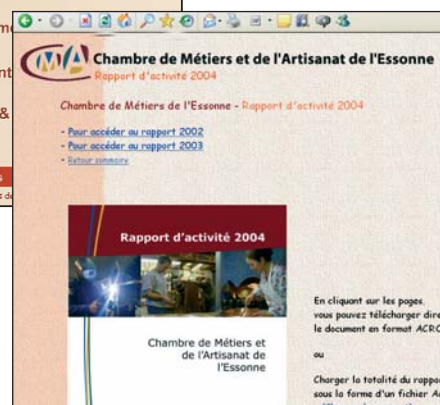 Chambre de Métiers et de l'Artisanat de l'Essonne
Rapport d'activité 2004
Chambre de Métiers de l'Essonne - Rapport d'activité 2004
- Pour accéder au rapport 2002
- Pour accéder au rapport 2003
- Retour sommaire
Rapport d'activité 2004
Chambre de Métiers et
de l'Artisanat de
l'Essonne
En cliquant sur les pages,
vous pouvez télécharger
le document en format
ou
Charger la totalité du
sous la forme d'un fichier
&